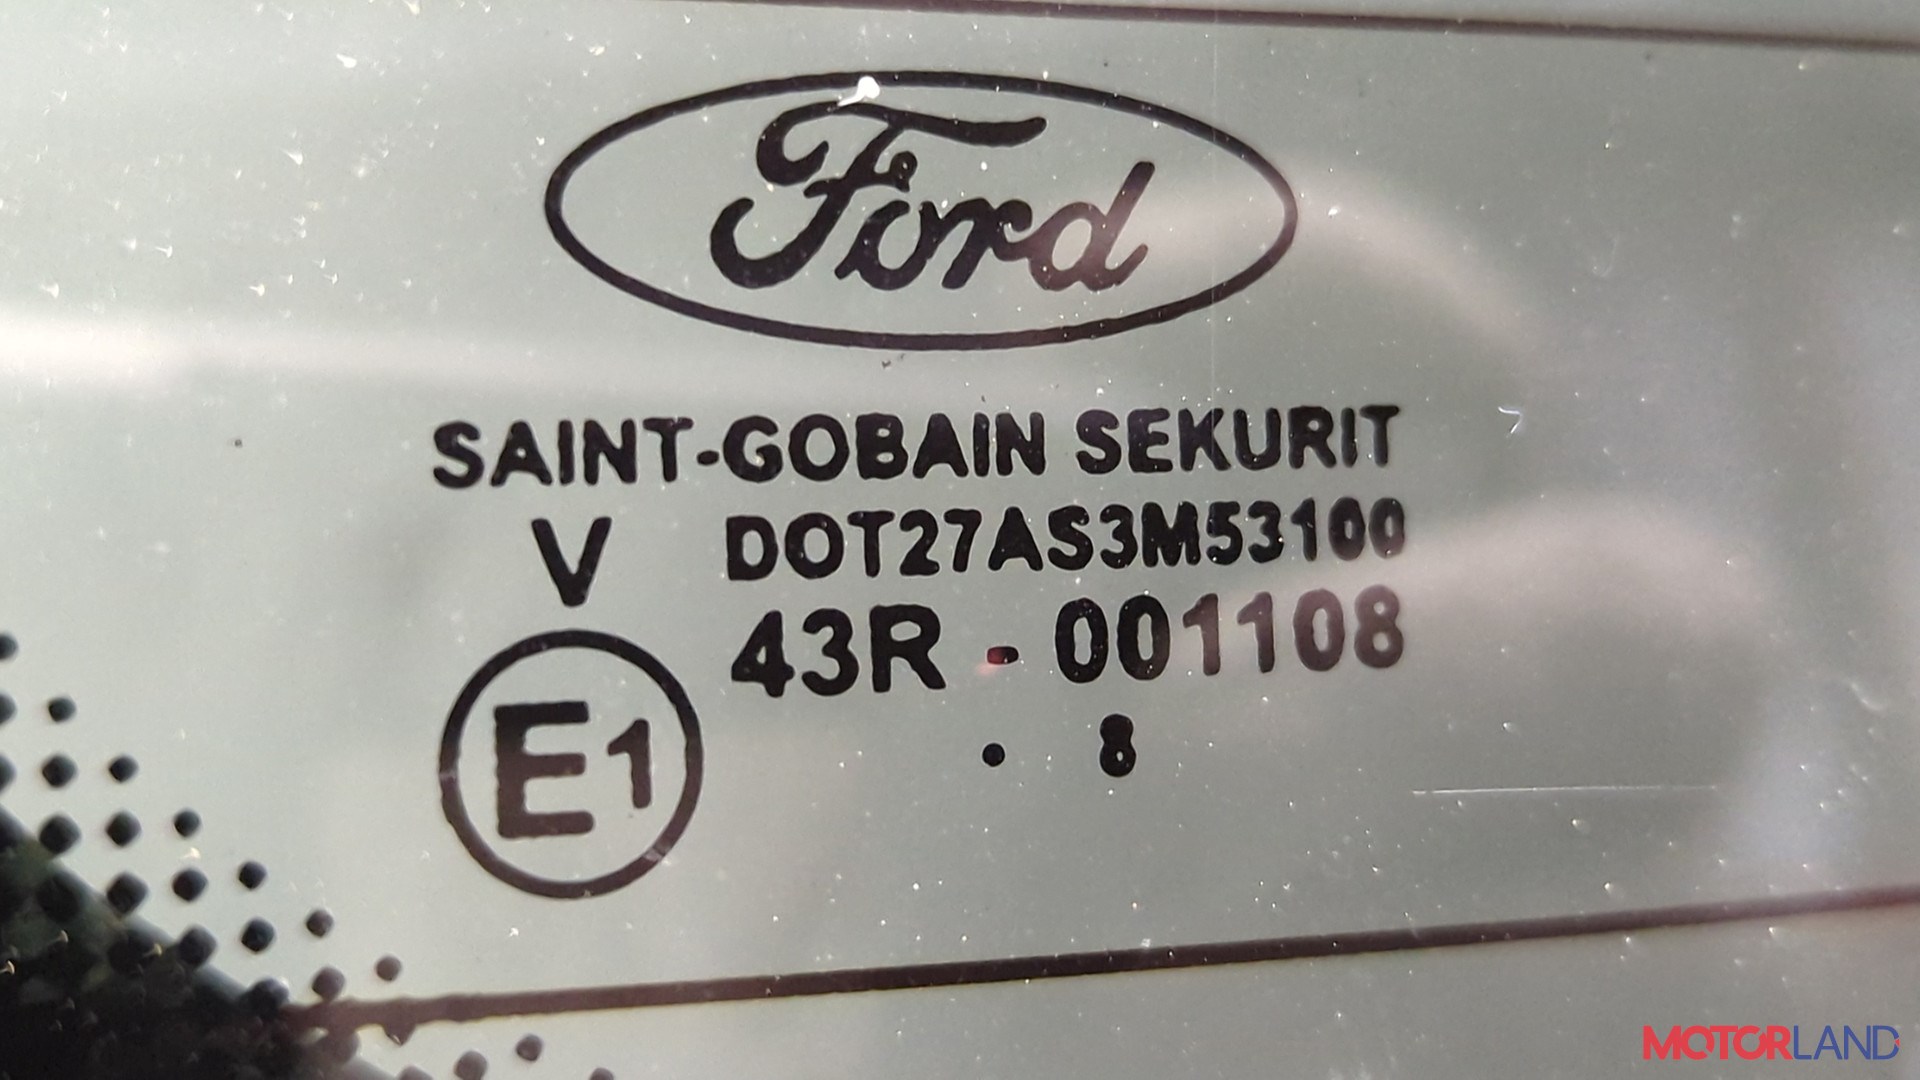 Ford
SAINT-GOBAIN SEKURIT
V DOT27AS3M53100
43R - 001108
E1
. 8
MOTORLAND